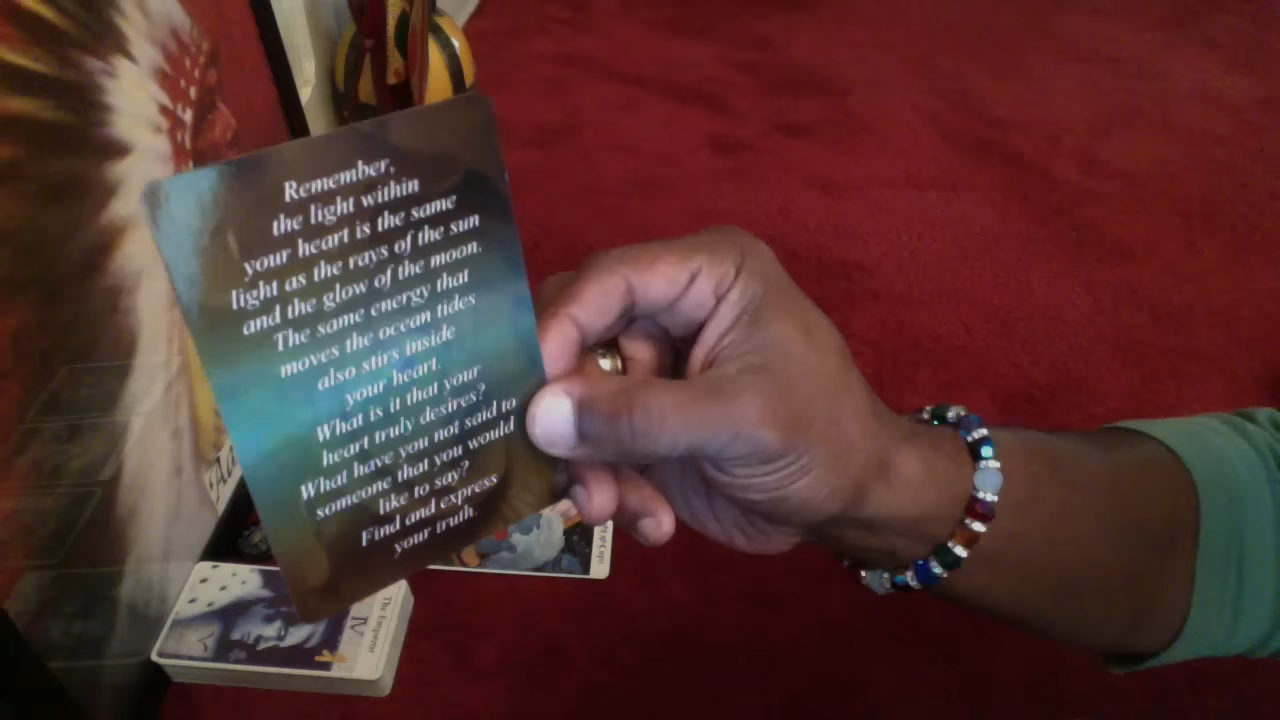 Remember,
the light within
your heart is the same
light as the rays of the sun
and the glow of the moon.
The same energy that
moves the ocean tides
also stirs inside
your heart.
What is it that your
heart truly desires?
What have you not said to
someone that you would
like to say?
Find and express
your truth.
The Emperor
IV